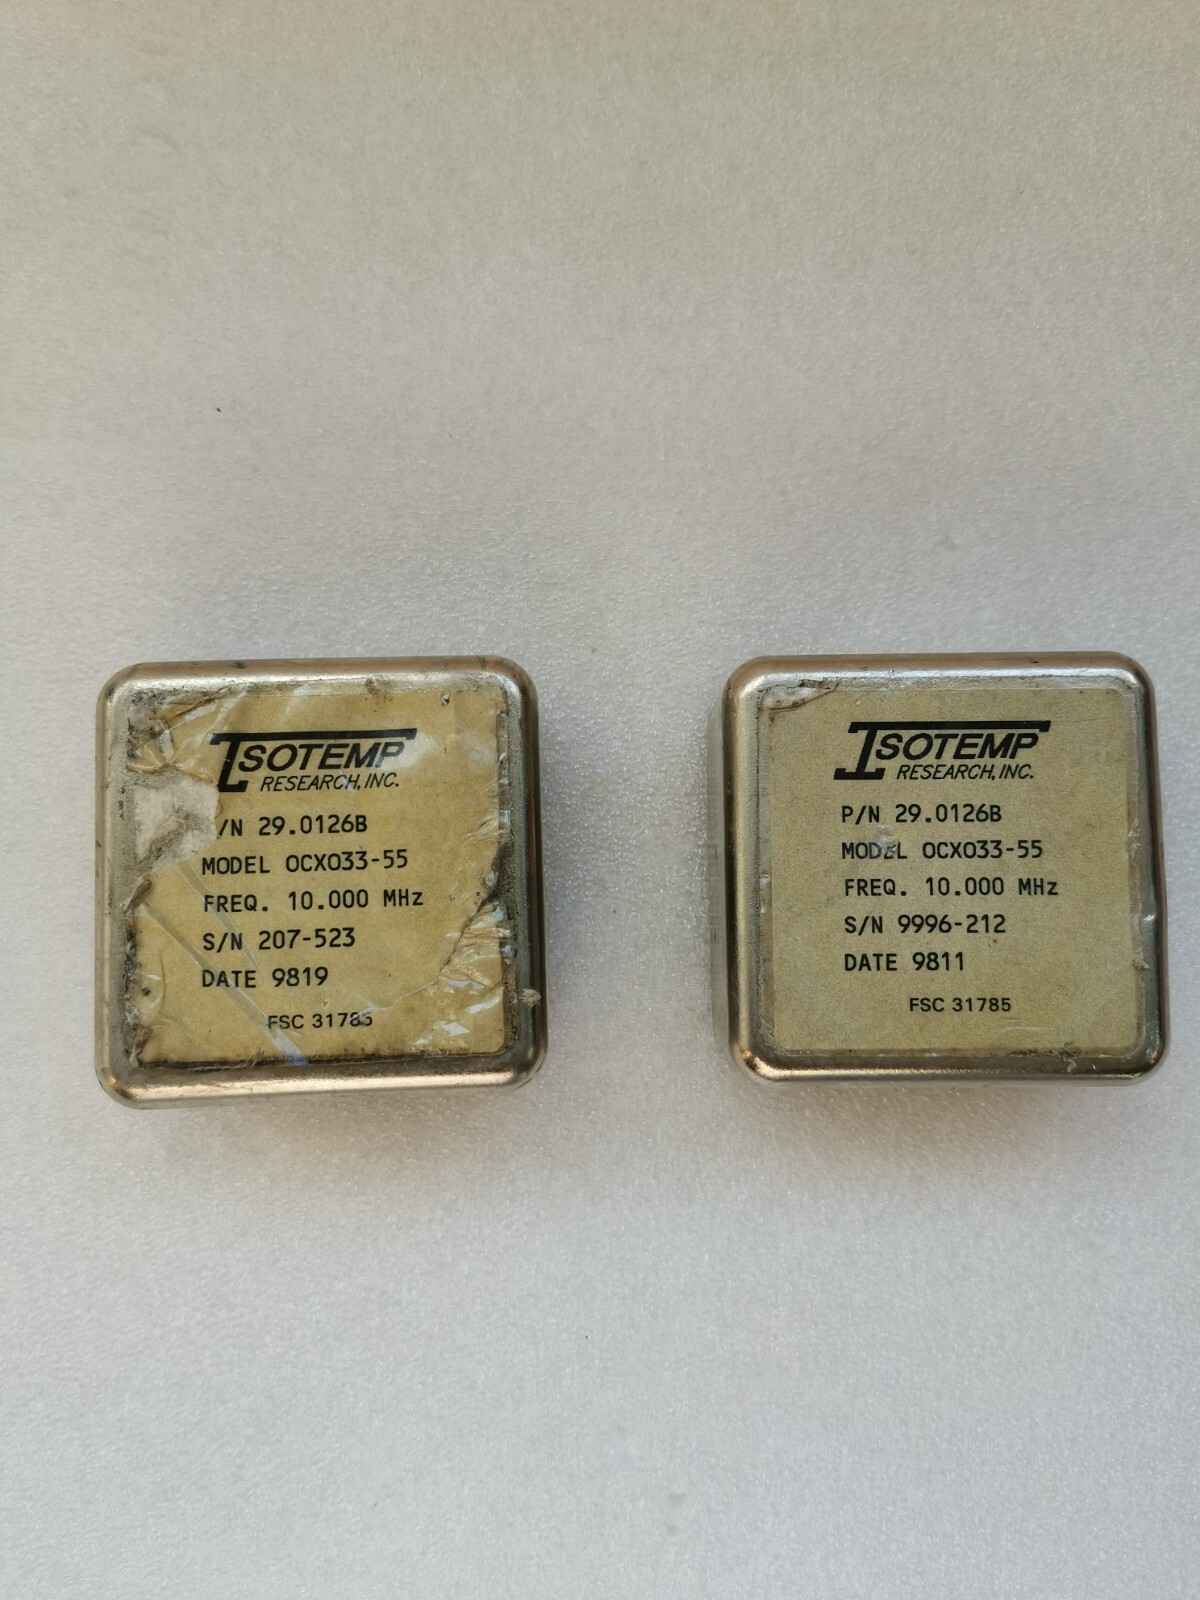 ISOTEMP
RESEARCH, INC.
/N 29.0126B
MODEL OCXO33-55
FREQ. 10.000 MHz
S/N 207-523
DATE 9819
FSC 31785
ISOTEMP
RESEARCH, INC.
P/N 29.0126B
MODEL OCXO33-55
FREQ. 10.000 MHz
S/N 9996-212
DATE 9811
FSC 31785